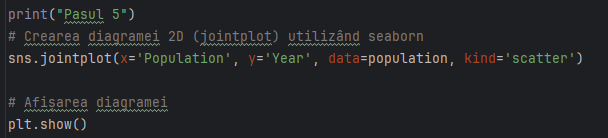 print("Pasul 5")
# Crearea diagramei 2D (jointplot) utilizând seaborn
sns.jointplot(x='Population', y='Year', data=population, kind='scatter')
# Afișarea diagramei
plt.show()